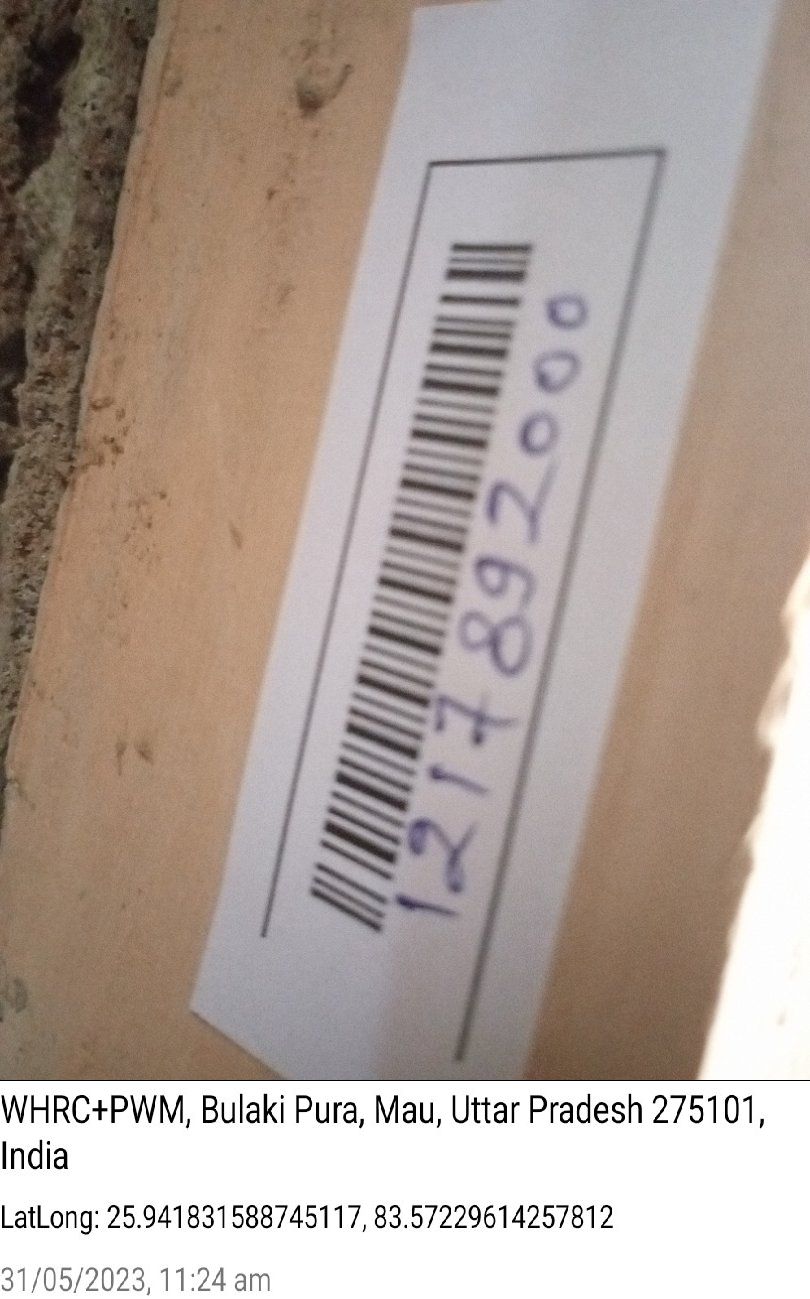 1217892000
WHRC+PWM, Bulaki Pura, Mau, Uttar Pradesh 275101,
India
LatLong: 25.941831588745117, 83.57229614257812
31/05/2023, 11:24 am